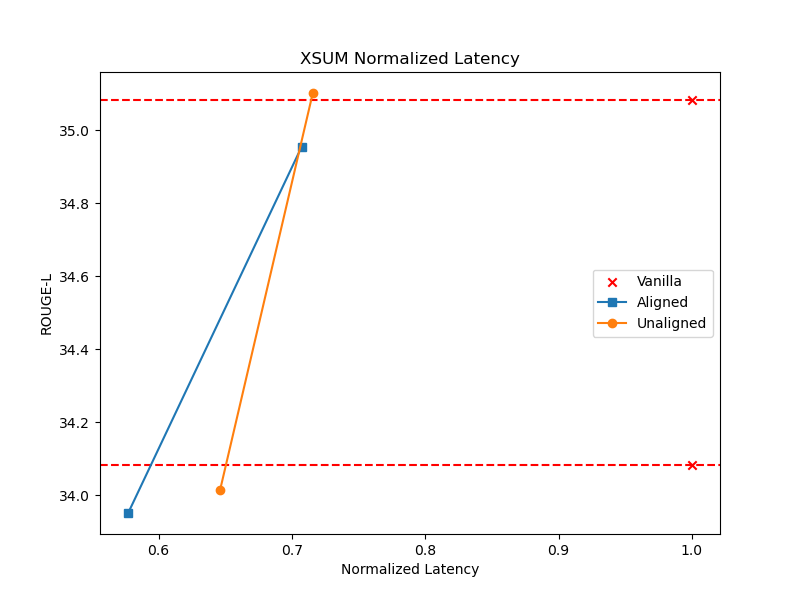 XSUM Normalized Latency
ROUGE-L
35.0
34.8
34.6
34.4
34.2
34.0
Vanilla
Aligned
Unaligned
0.6
0.7
0.8
0.9
1.0
Normalized Latency